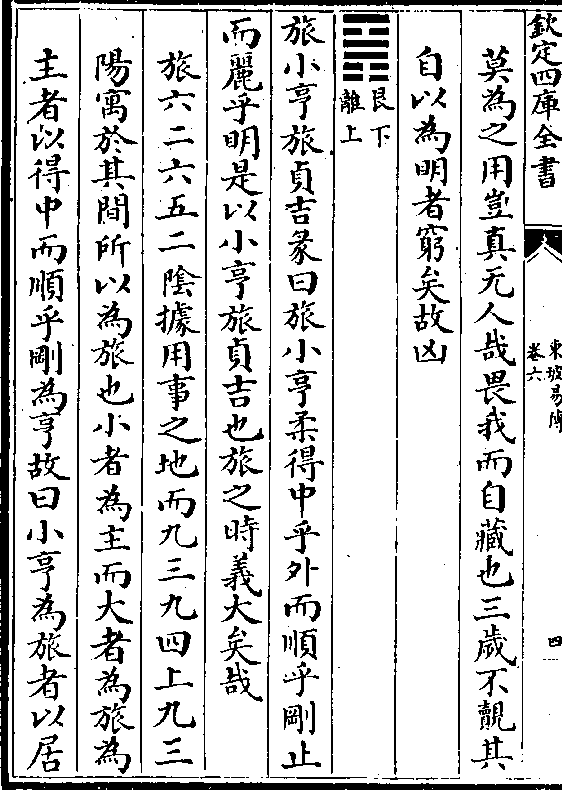 欽定四庫全書
東坡易傳
卷六
四
莫為之用豈真无人哉畏我而自藏也三歲不覿其
自以為明者窮矣故凶
艮下
離上
旅小亨旅貞吉彖曰旅小亨柔得中乎外而順乎剛止
而麗乎明是以小亨旅貞吉也旅之時義大矣哉
旅六二六五二陰據用事之地而九三九四上九三
陽寓於其間所以為旅也小者為主而大者為旅為
主者以得中而順乎剛為亨故曰小亨為旅者以居